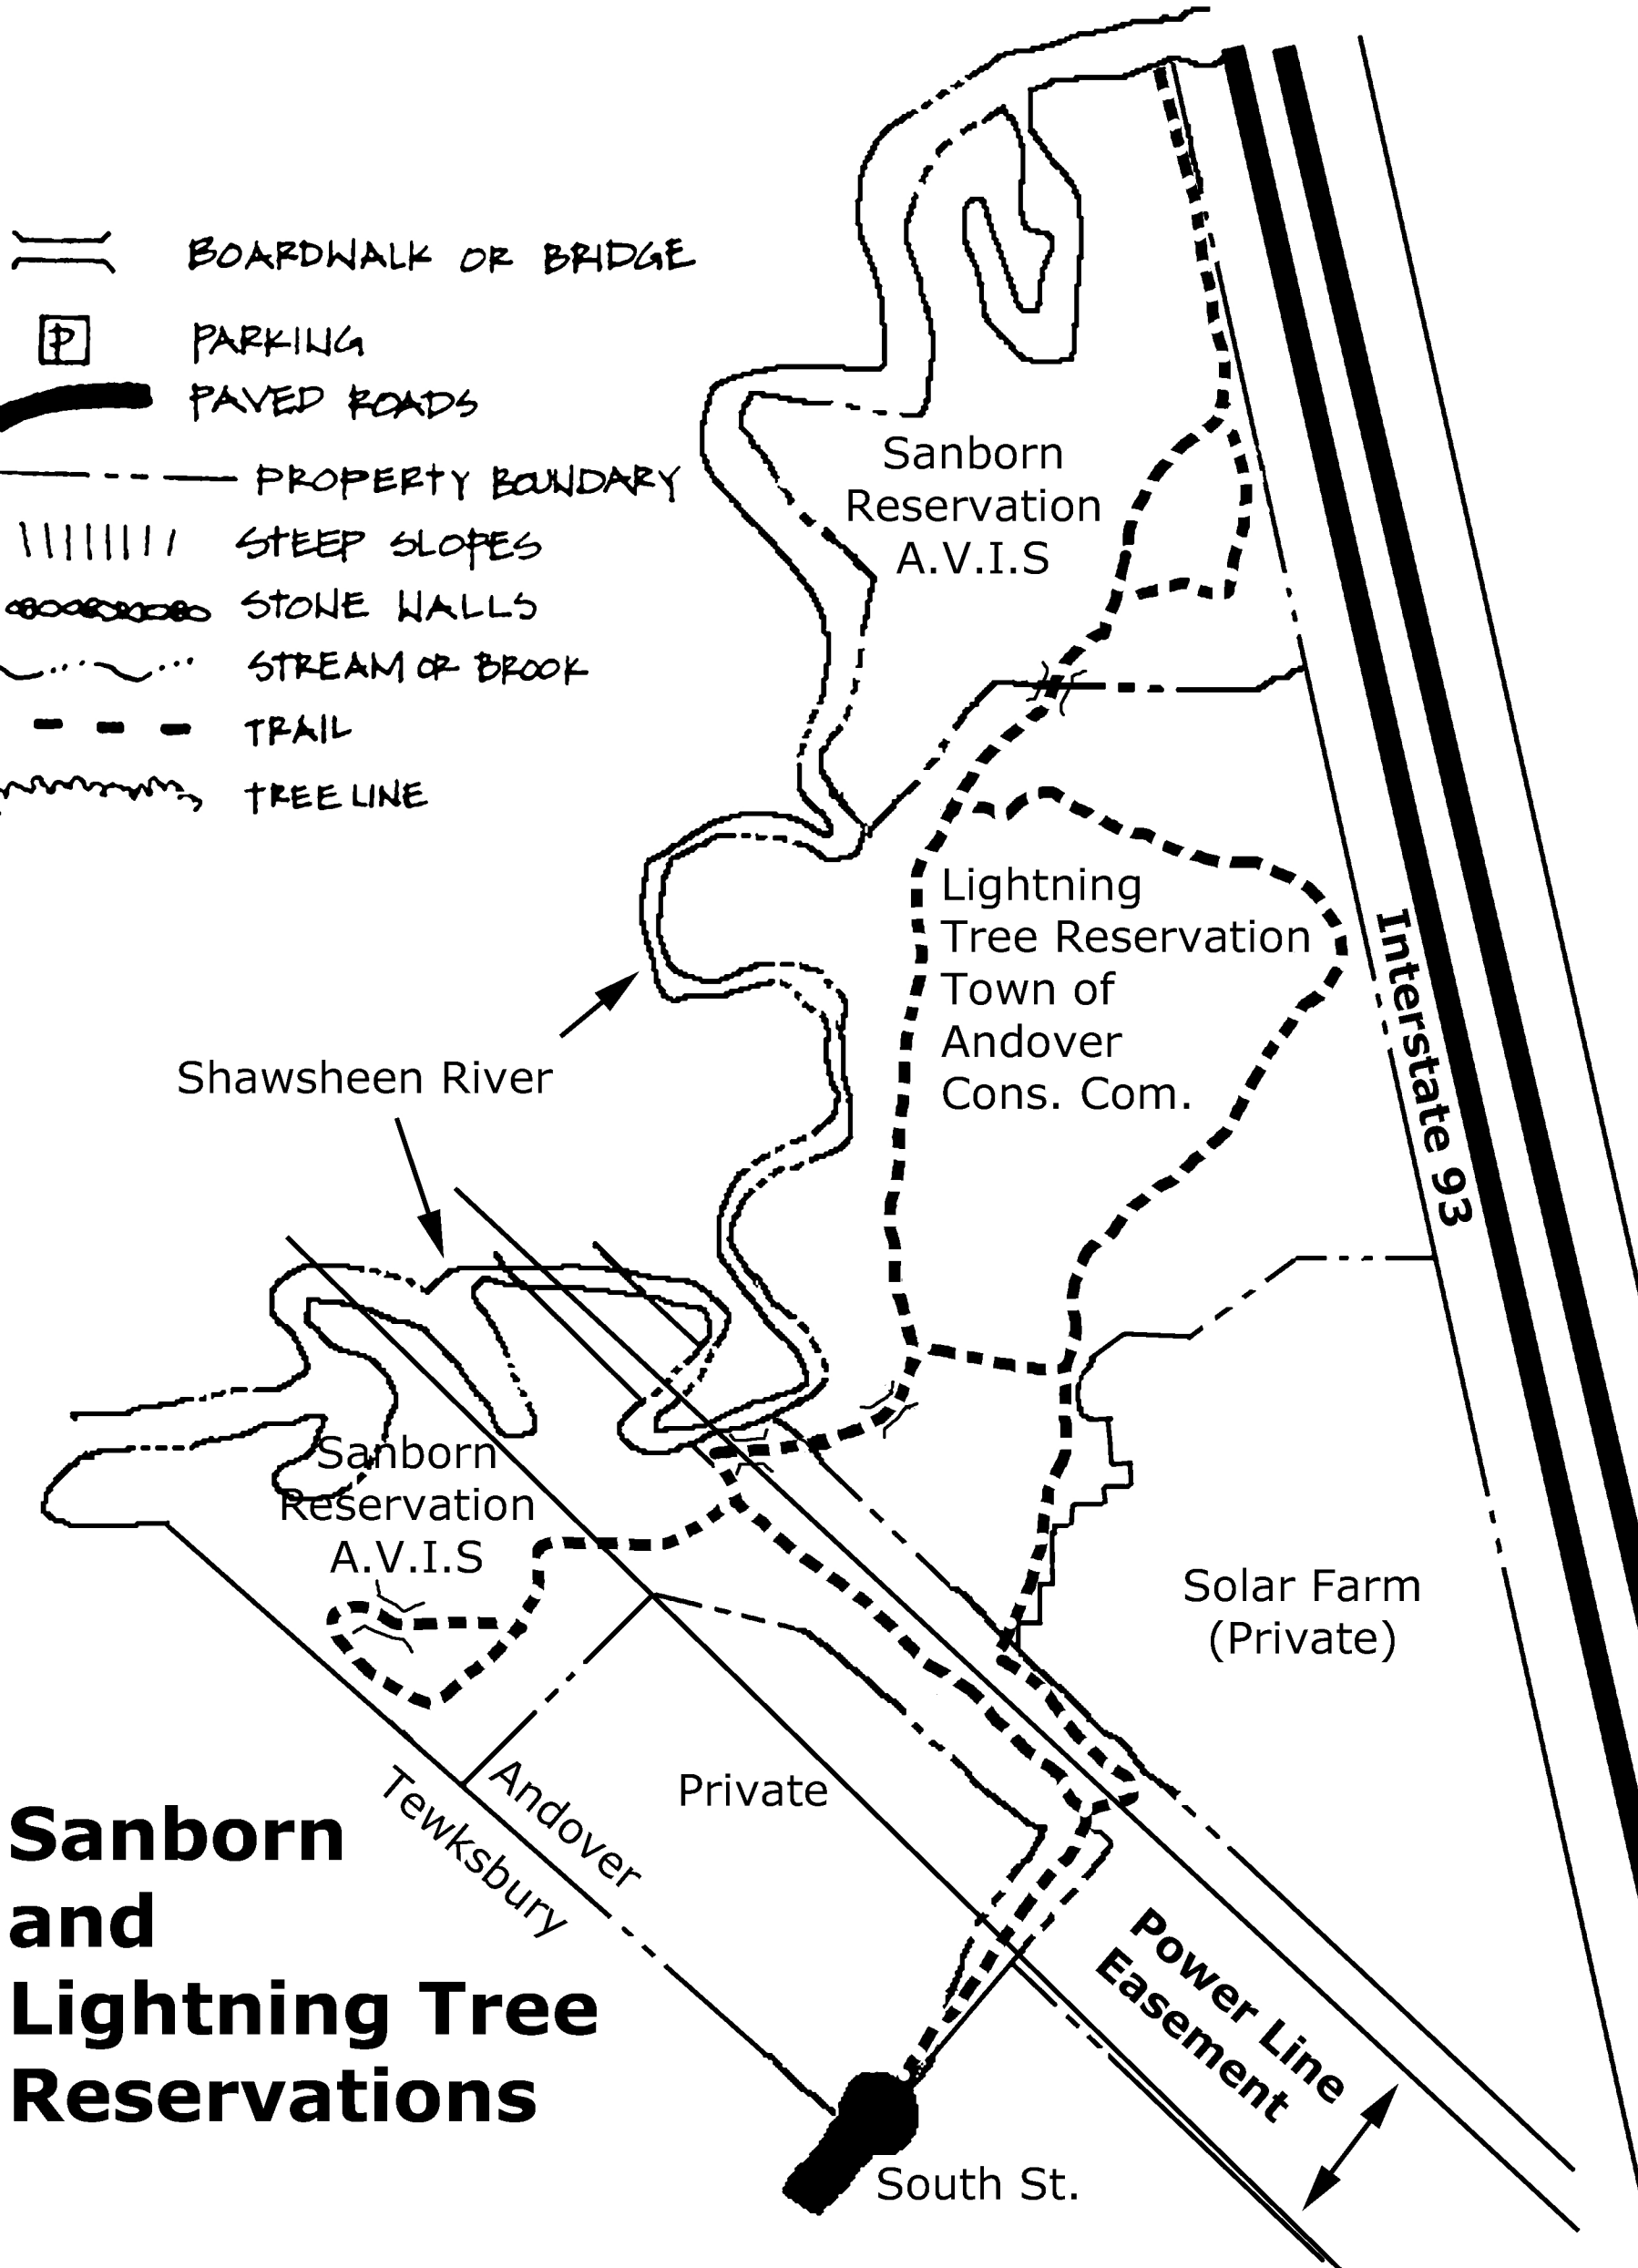 BOARDWALK OR BRIDGE
P
PARKING
PAVED ROADS
PROPERTY BOUNDARY
STEEP SLOPES
STONE WALLS
STREAM OR BROOK
TRAIL
TREE LINE
Sanborn
Reservation
A.V.I.S
Lightning
Tree Reservation
Town of
Andover
Cons. Com.
Interstate 93
Shawsheen River
Sanborn
Reservation
A.V.I.S
Solar Farm
(Private)
Private
Andover
Tewksbury
Power Line
Easement
South St.
Sanborn
and
Lightning Tree
Reservations